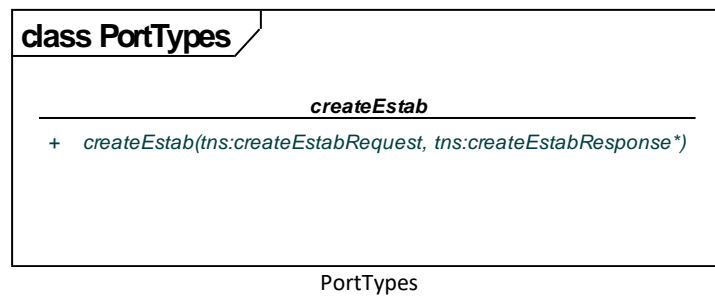 class PortTypes
createEstab
+ createEstab(tns:createEstabRequest, tns:createEstabResponse*)
PortTypes